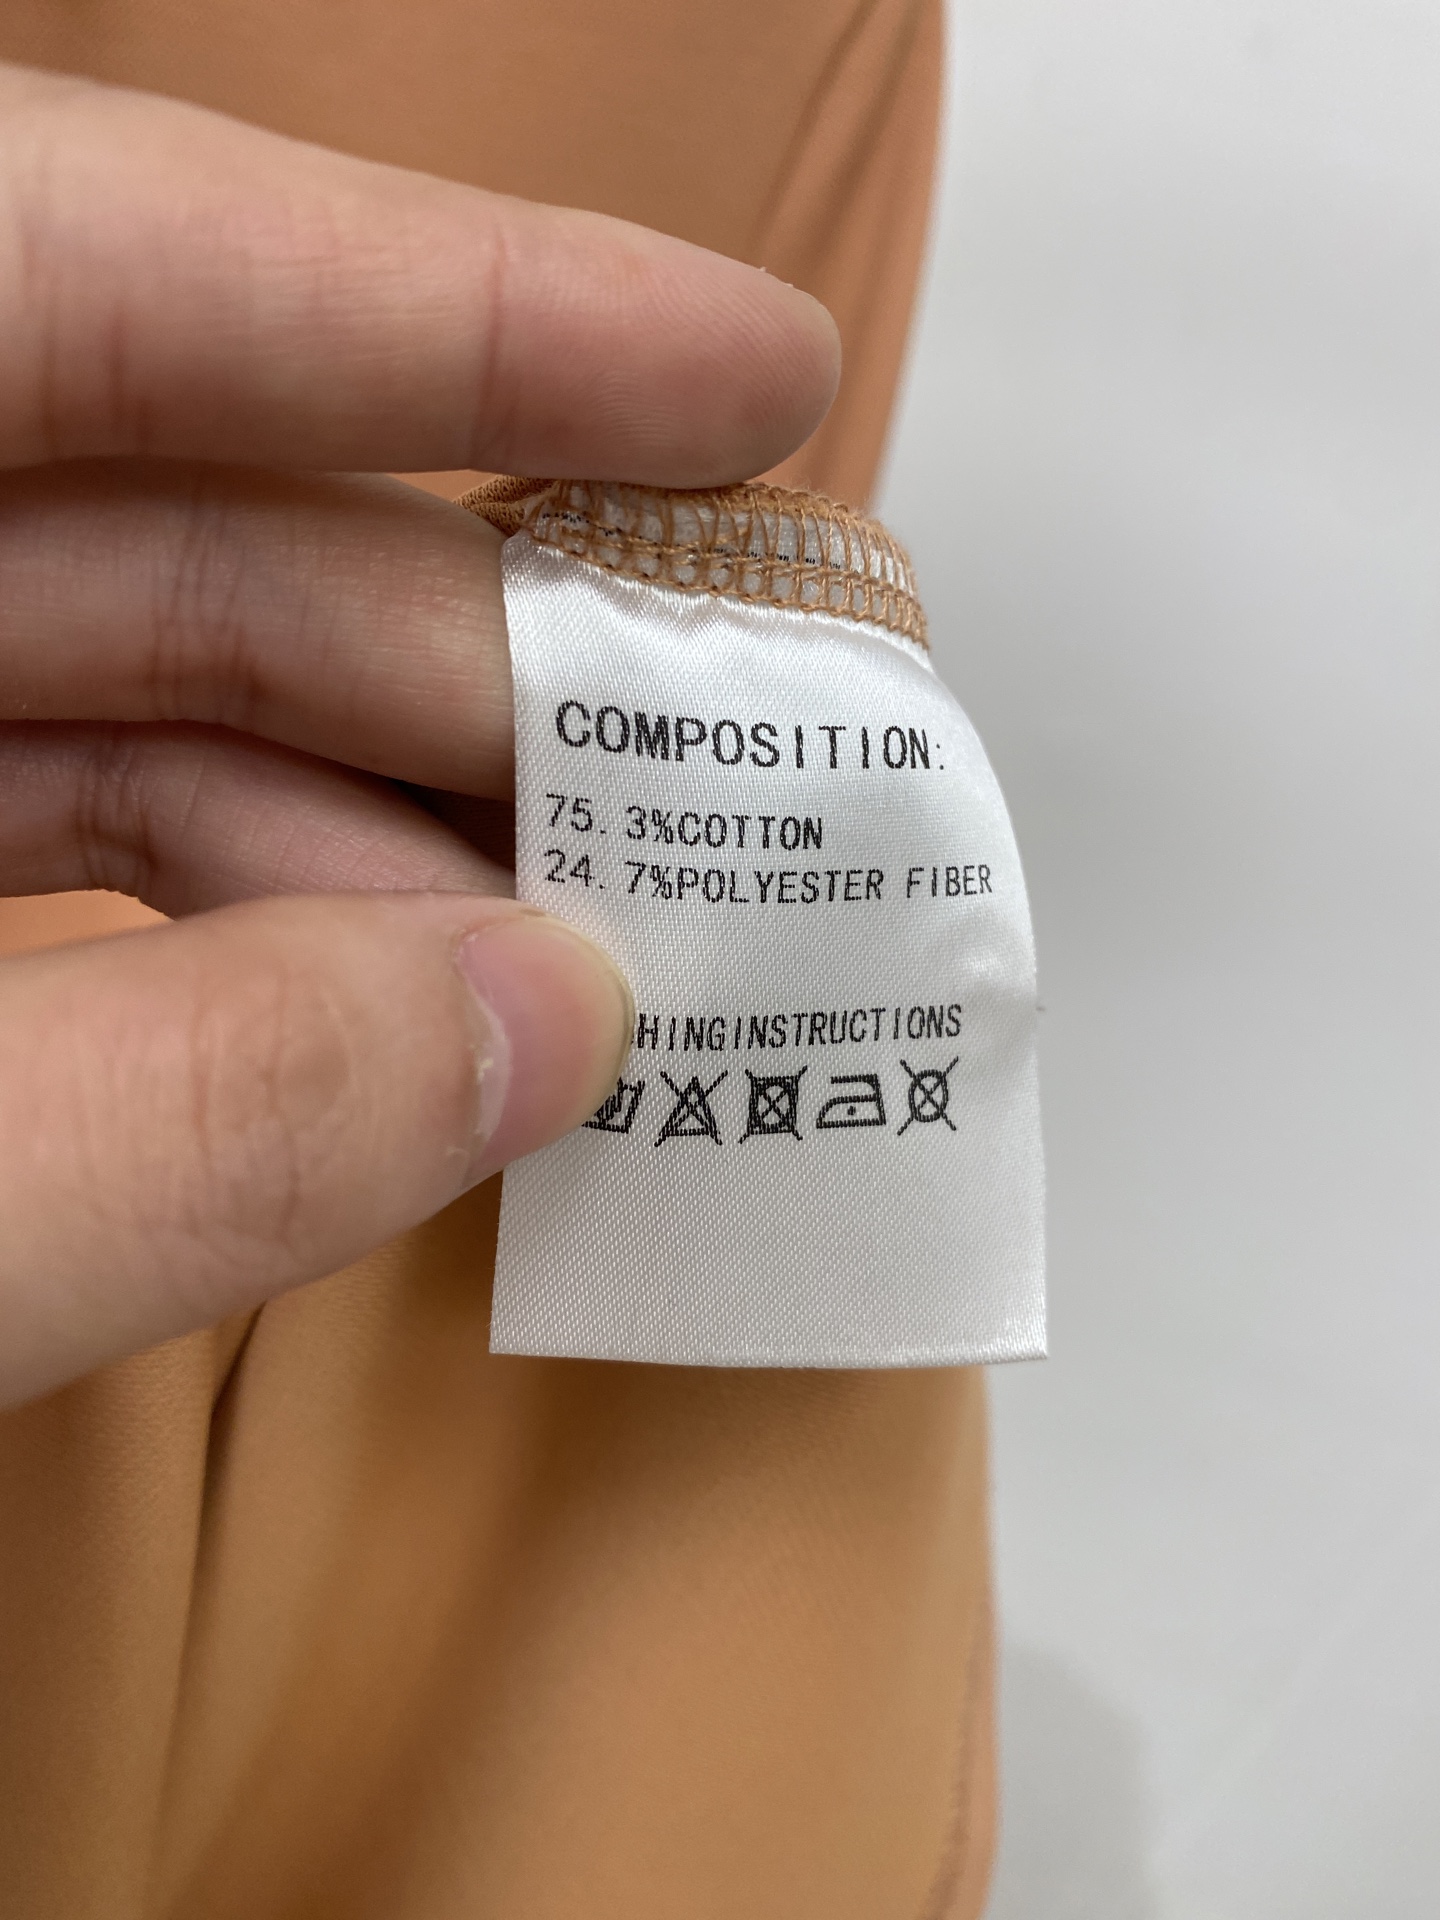 COMPOSITION:
75. 3%COTTON
24. 7%POLYESTER FIBER
HINGINSTRUCTIONS